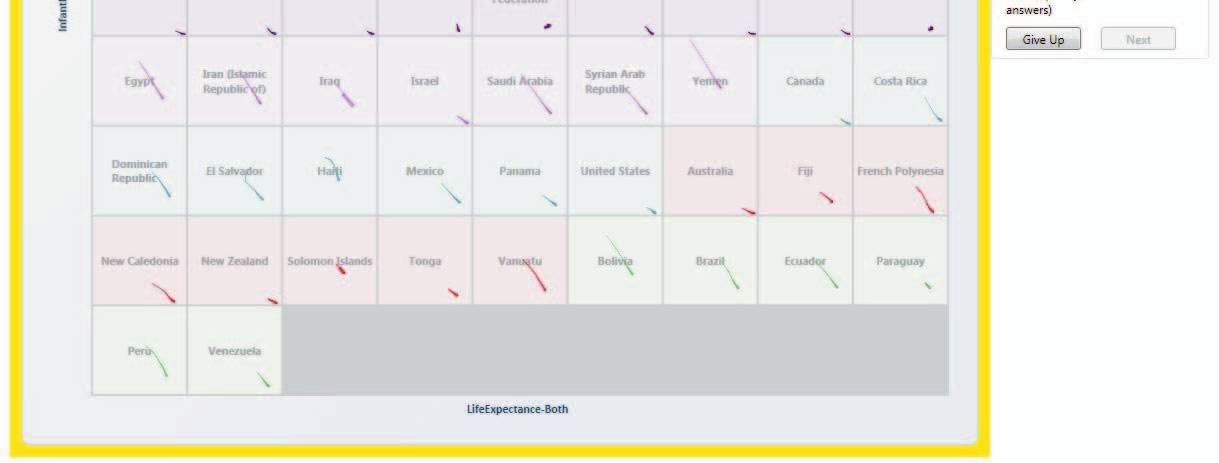 answers)
Give Up Next
Egypt
Iran (Islamic
Republic of)
Iraq
Israel
Saudi Arabia
Syrian Arab
Republic
Yemen
Canada
Costa Rica
Dominican
Republic
El Salvador
Haiti
Mexico
Panama
United States
Australia
Fiji
French Polynesia
New Caledonia
New Zealand
Solomon Islands
Tonga
Vanuatu
Bolivia
Brazil
Ecuador
Paraguay
Peru
Venezuela
LifeExpectance-Both